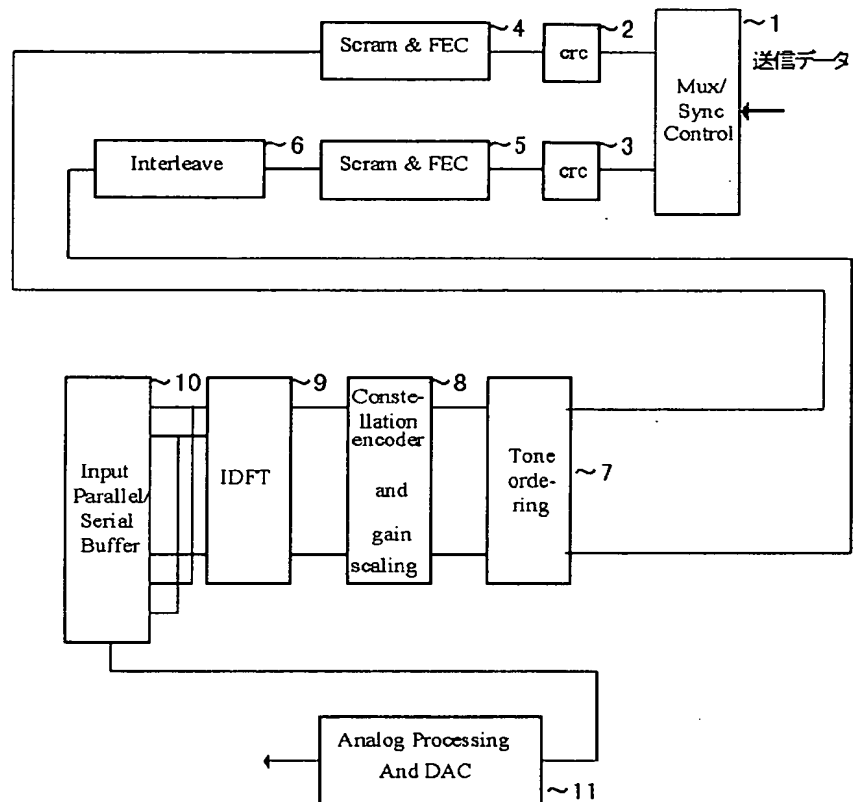 Scram & FEC
~4
crc
~2
Mux/
Sync
Control
~1
送信データ
Interleave
~6
Scram & FEC
~5
crc
~3
Input
Parallel/
Serial
Buffer
~10
IDFT
~9
Conste-
llation
encoder
and
gain
scaling
~8
Tone
orde-
ring
~7
Analog Processing
And DAC
~11